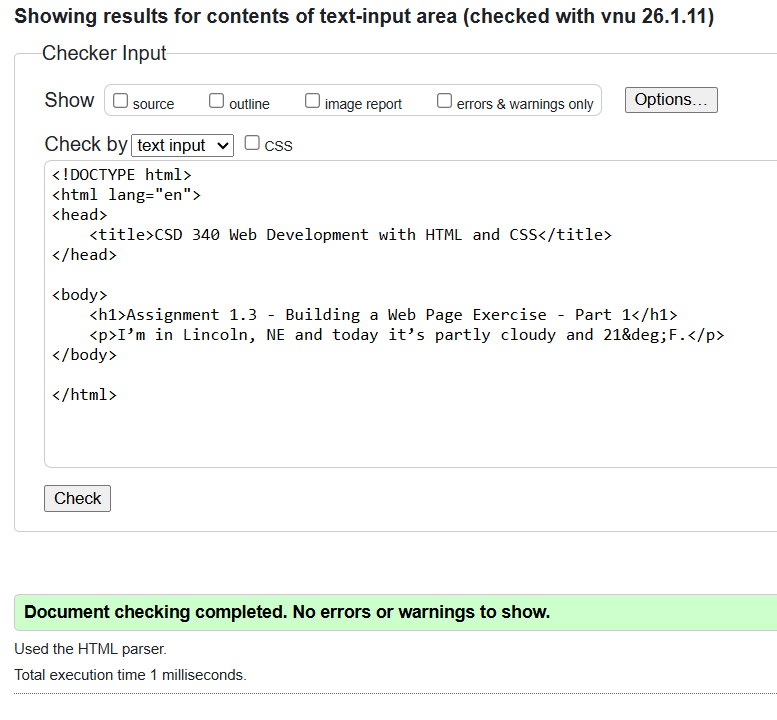 Showing results for contents of text-input area (checked with vnu 26.1.11)
Checker Input
Show source outline image report errors & warnings only Options...
Check by text input CSS
<!DOCTYPE html>
<html lang="en">
<head>
    <title>CSD 340 Web Development with HTML and CSS</title>
</head>

<body>
    <h1>Assignment 1.3 - Building a Web Page Exercise - Part 1</h1>
    <p>I’m in Lincoln, NE and today it’s partly cloudy and 21&deg;F.</p>
</body>

</html>
Check
Document checking completed. No errors or warnings to show.
Used the HTML parser.
Total execution time 1 milliseconds.